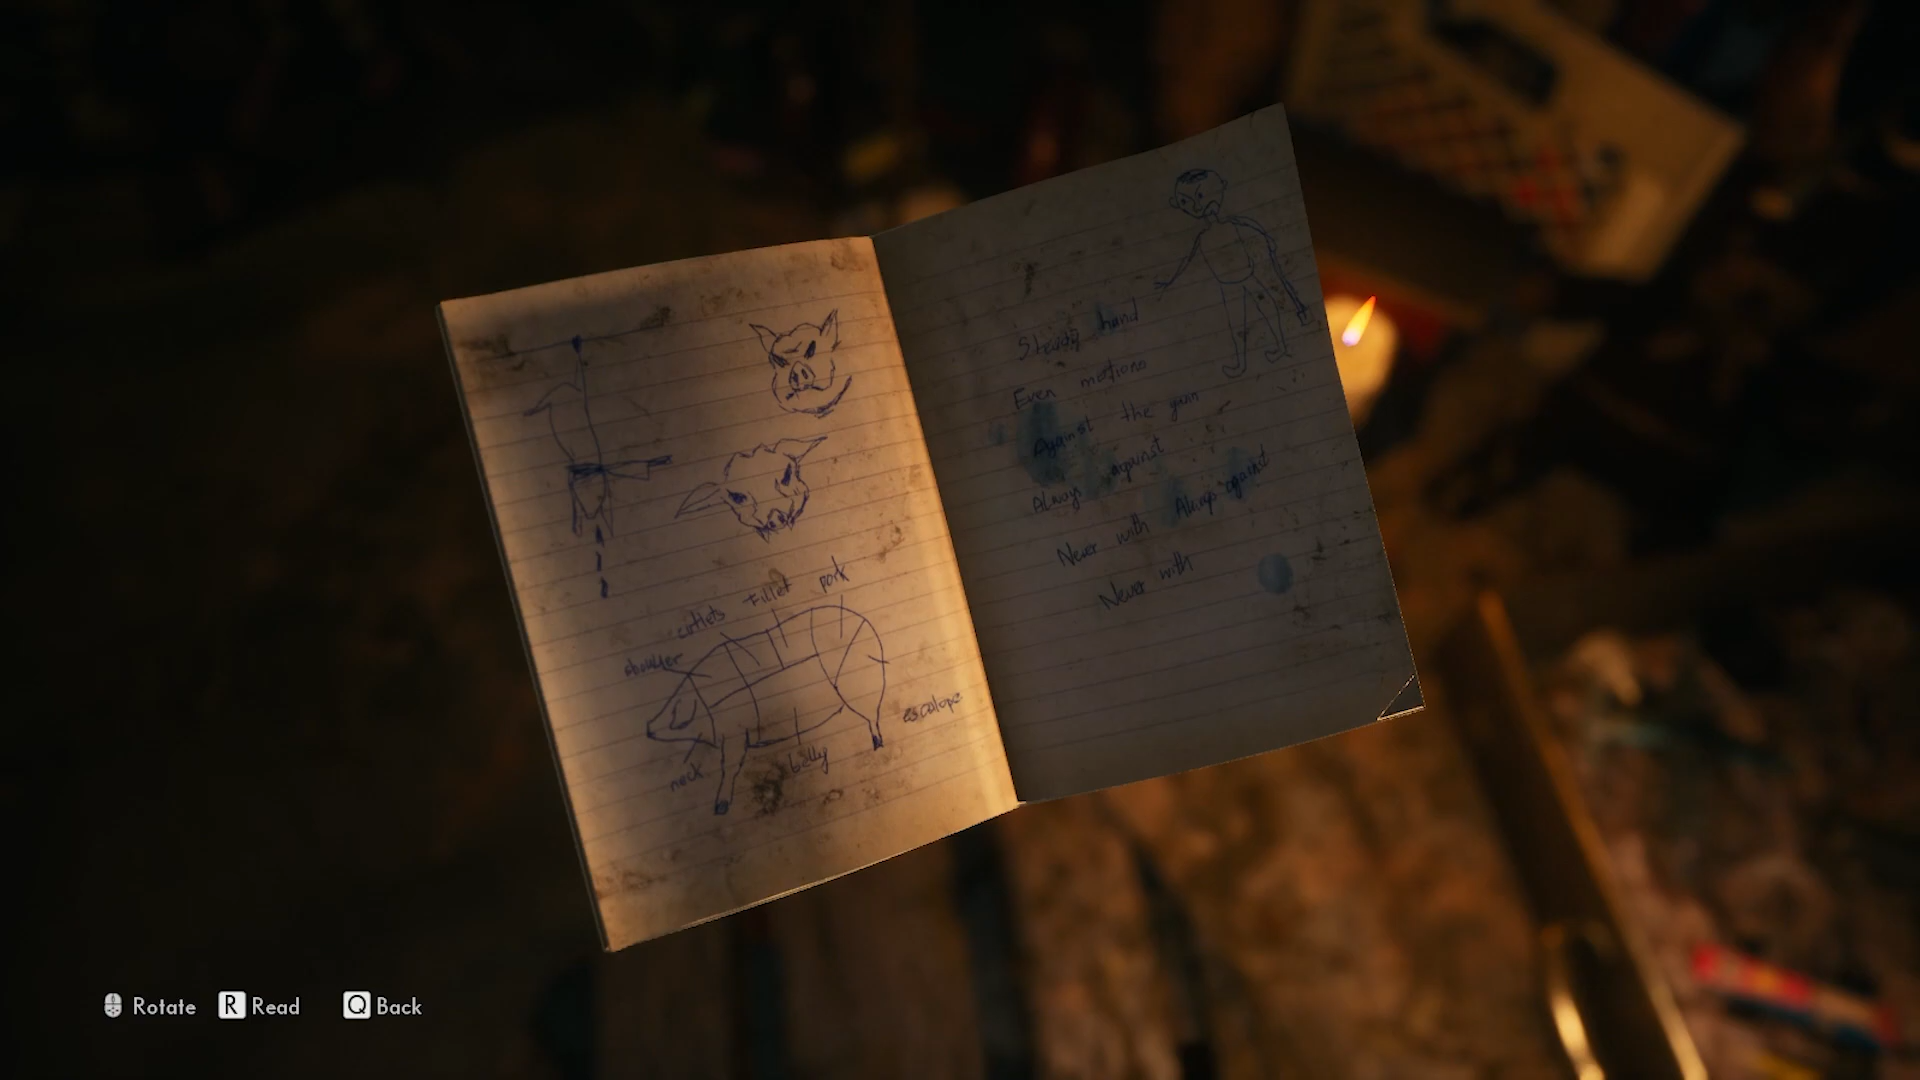 cutlets Fillet pork
shoulder
escalope
neck
belly
Steady hand
Even motions
Against the
Always against
Never with Always against
Never with
Rotate R Read Q Back